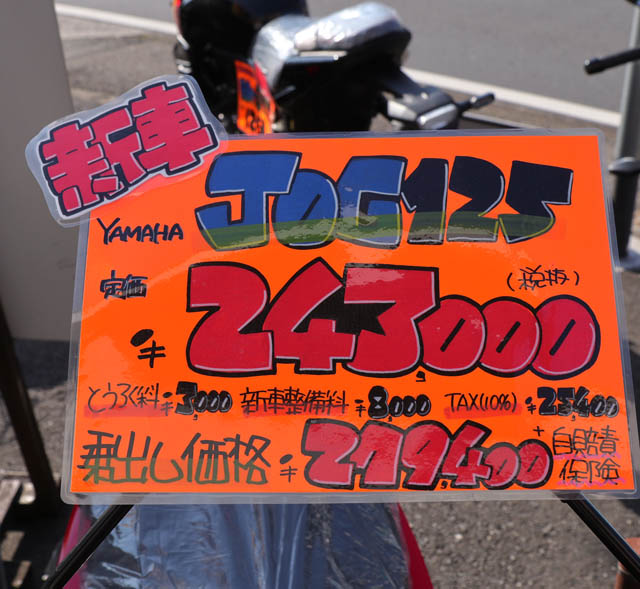 新車
YAMAHA JOG125
定価 (税抜)
¥243,000
とうろく料 ¥3,000 新車整備料 ¥8,000 TAX(10%) ¥25,400
乗出し価格 ¥279,400 + 自賠責
保険